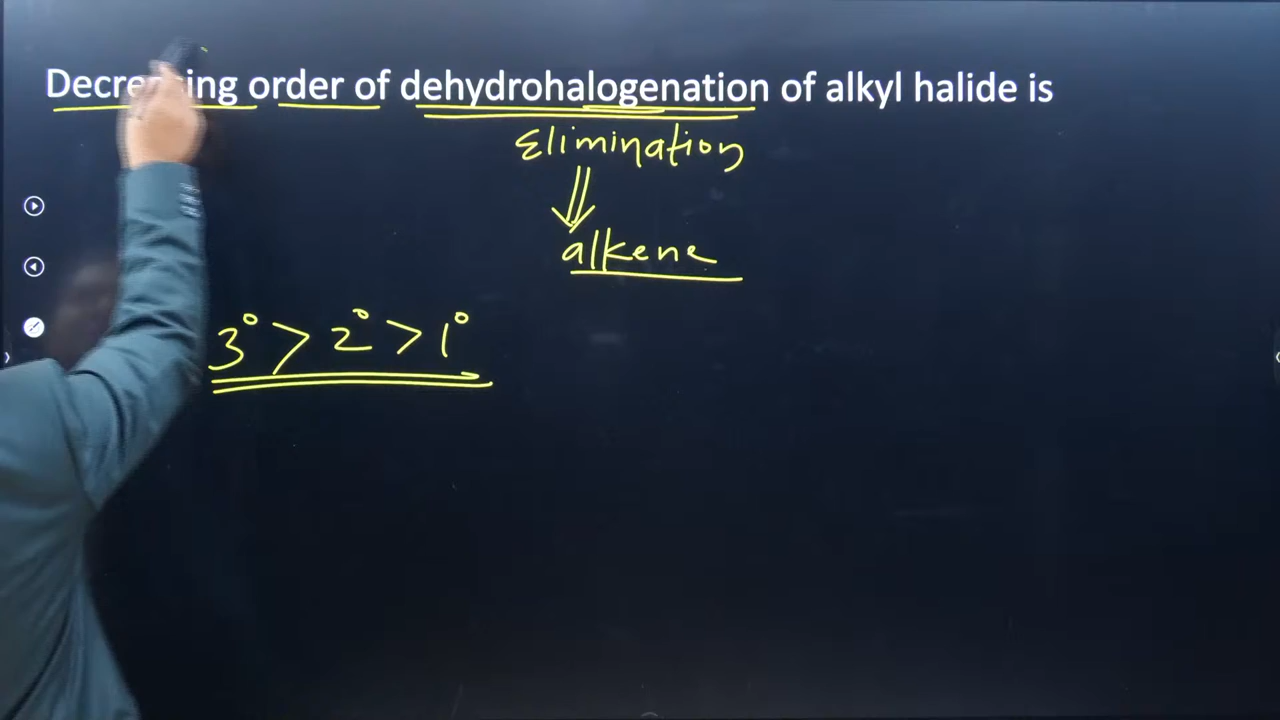 order of dehydrohalogenation of alkyl halide is
Elimination
alkene
3° > 2° > 1°